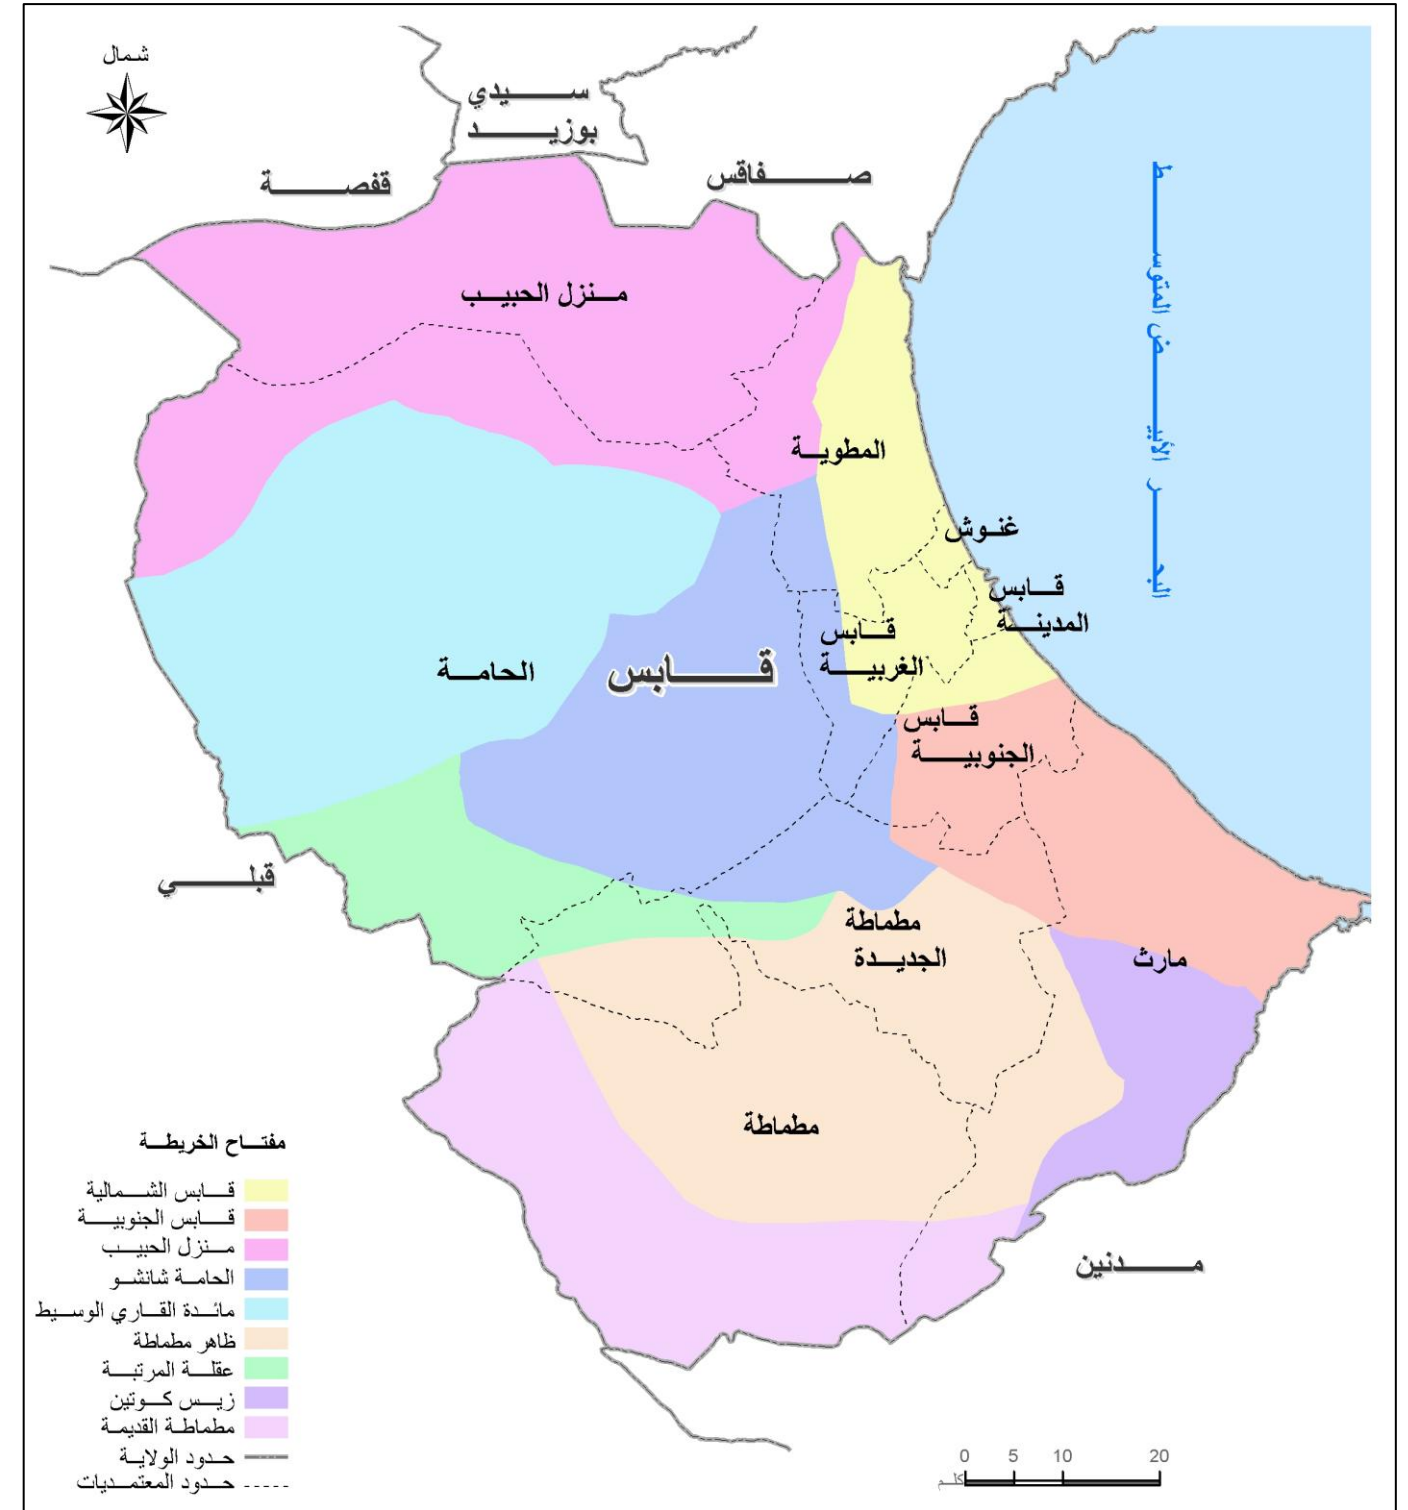 شمال
سيدي
بوزيد
قفصة
صفاقس
البحر الأبيض المتوسط
منزل الحبيب
المطوية
غنوش
قابس
المدينة
قابس
الغربية
قابس
الحامة
قابس
الجنوبية
قبلي
مطماطة
الجديدة
مارث
مطماطة
مدنين
مفتاح الخريطة
قابس الشمالية
قابس الجنوبية
منزل الحبيب
الحامة شانشو
مائدة القاري الوسيط
ظاهر مطماطة
عقلة المرتبة
زيس كوتين
مطماطة القديمة
حدود الولاية
حدود المعتمديات
0 5 10 20
كلم